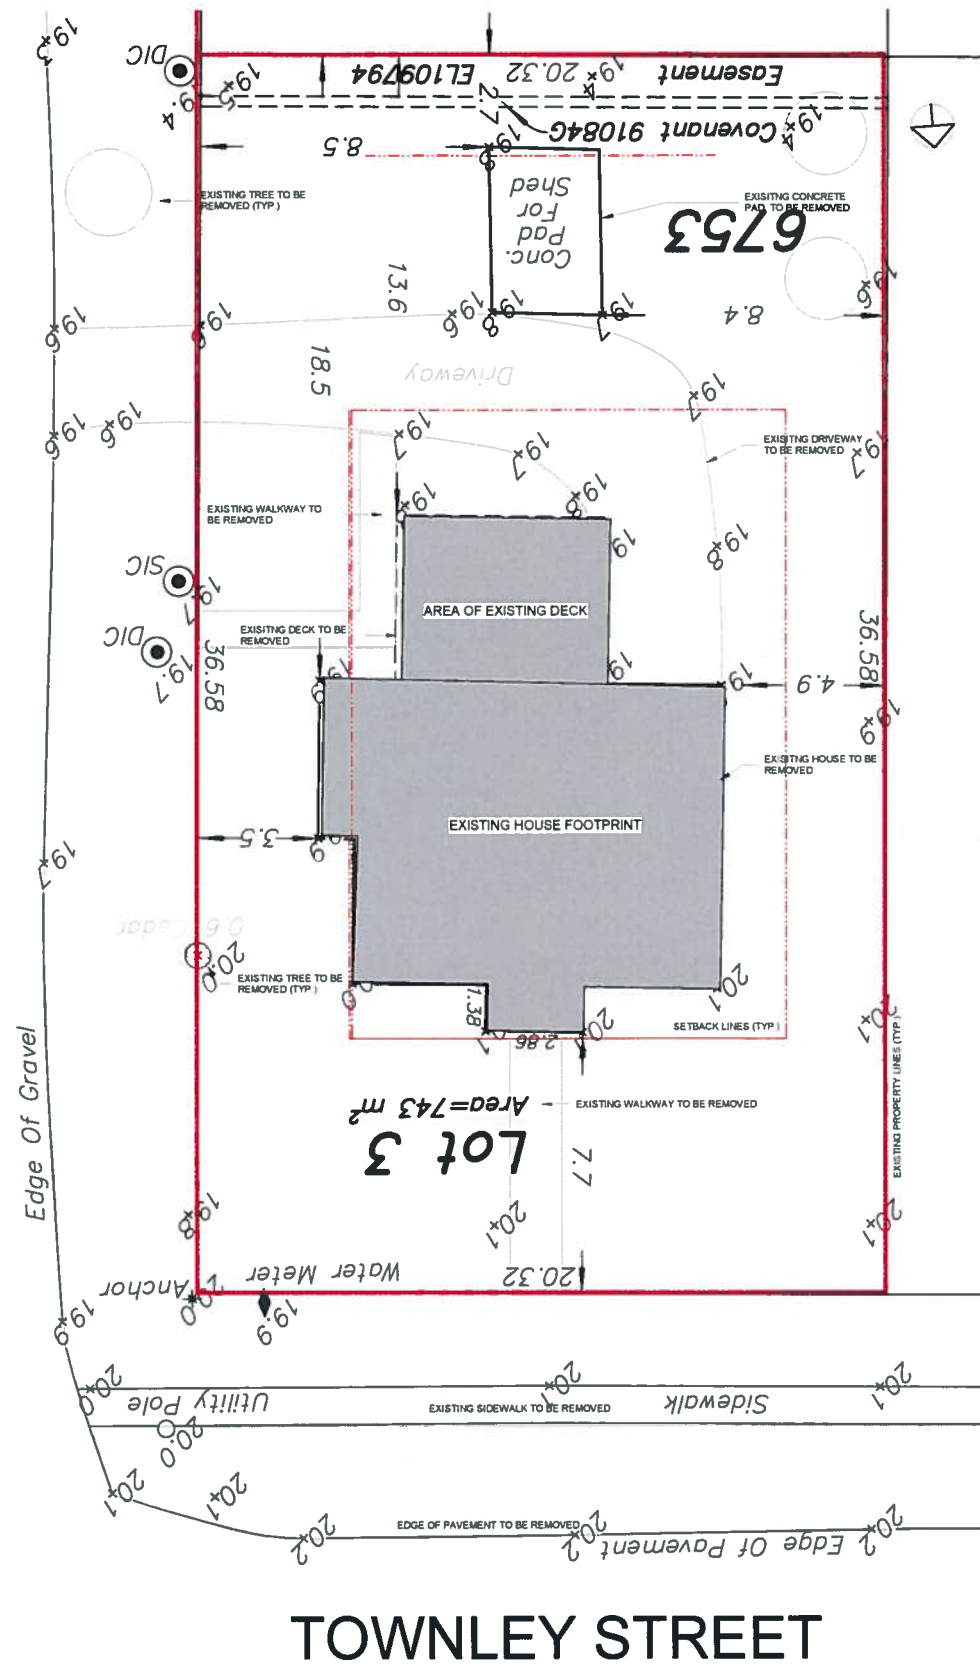 19.3
DIC
19.5
19.4
EL109794
20.32
19.4
Easement
2.7
Covenant 91084G
19.4
8.5
19.8
EXISTING TREE TO BE
REMOVED (TYP )
Conc.
Pad
For
Shed
EXISITNG CONCRETE
PAD TO BE REMOVED
6753
13.6
19.6
19.6
19.6
19.6
19.8
19.7
8.4
18.5
Driveway
19.6
19.6
19.7
19.7
19.7
EXISITNG DRIVEWAY
TO BE REMOVED
19.7
EXISTING WALKWAY TO
BE REMOVED
19.8
19.8
19
19.8
SIC
19.7
AREA OF EXISTING DECK
DIC
19.7
36.58
EXISITNG DECK TO BE
REMOVED
19
19
19
4.9
36.58
19.9
EXISITNG HOUSE TO BE
REMOVED
3.5
EXISTING HOUSE FOOTPRINT
19.7
0.6 Cedar
20.0
EXISTING TREE TO BE
REMOVED (TYP )
1.38
20.1
2.86
SETBACK LINES (TYP )
20.1
EXISTING PROPERTY LINES (TYP )
Edge Of Gravel
Area=743 m²
EXISTING WALKWAY TO BE REMOVED
Lot 3
7.7
19.8
20.1
20.1
Anchor
20.0
Water Meter
20.32
19.9
19.9
20.0
Utility Pole
20.0
EXISTING SIDEWALK TO BE REMOVED
20.1
Sidewalk
20.1
20.1
20.1
20.2
EDGE OF PAVEMENT TO BE REMOVED
20.2
Edge Of Pavement
20.2
TOWNLEY STREET